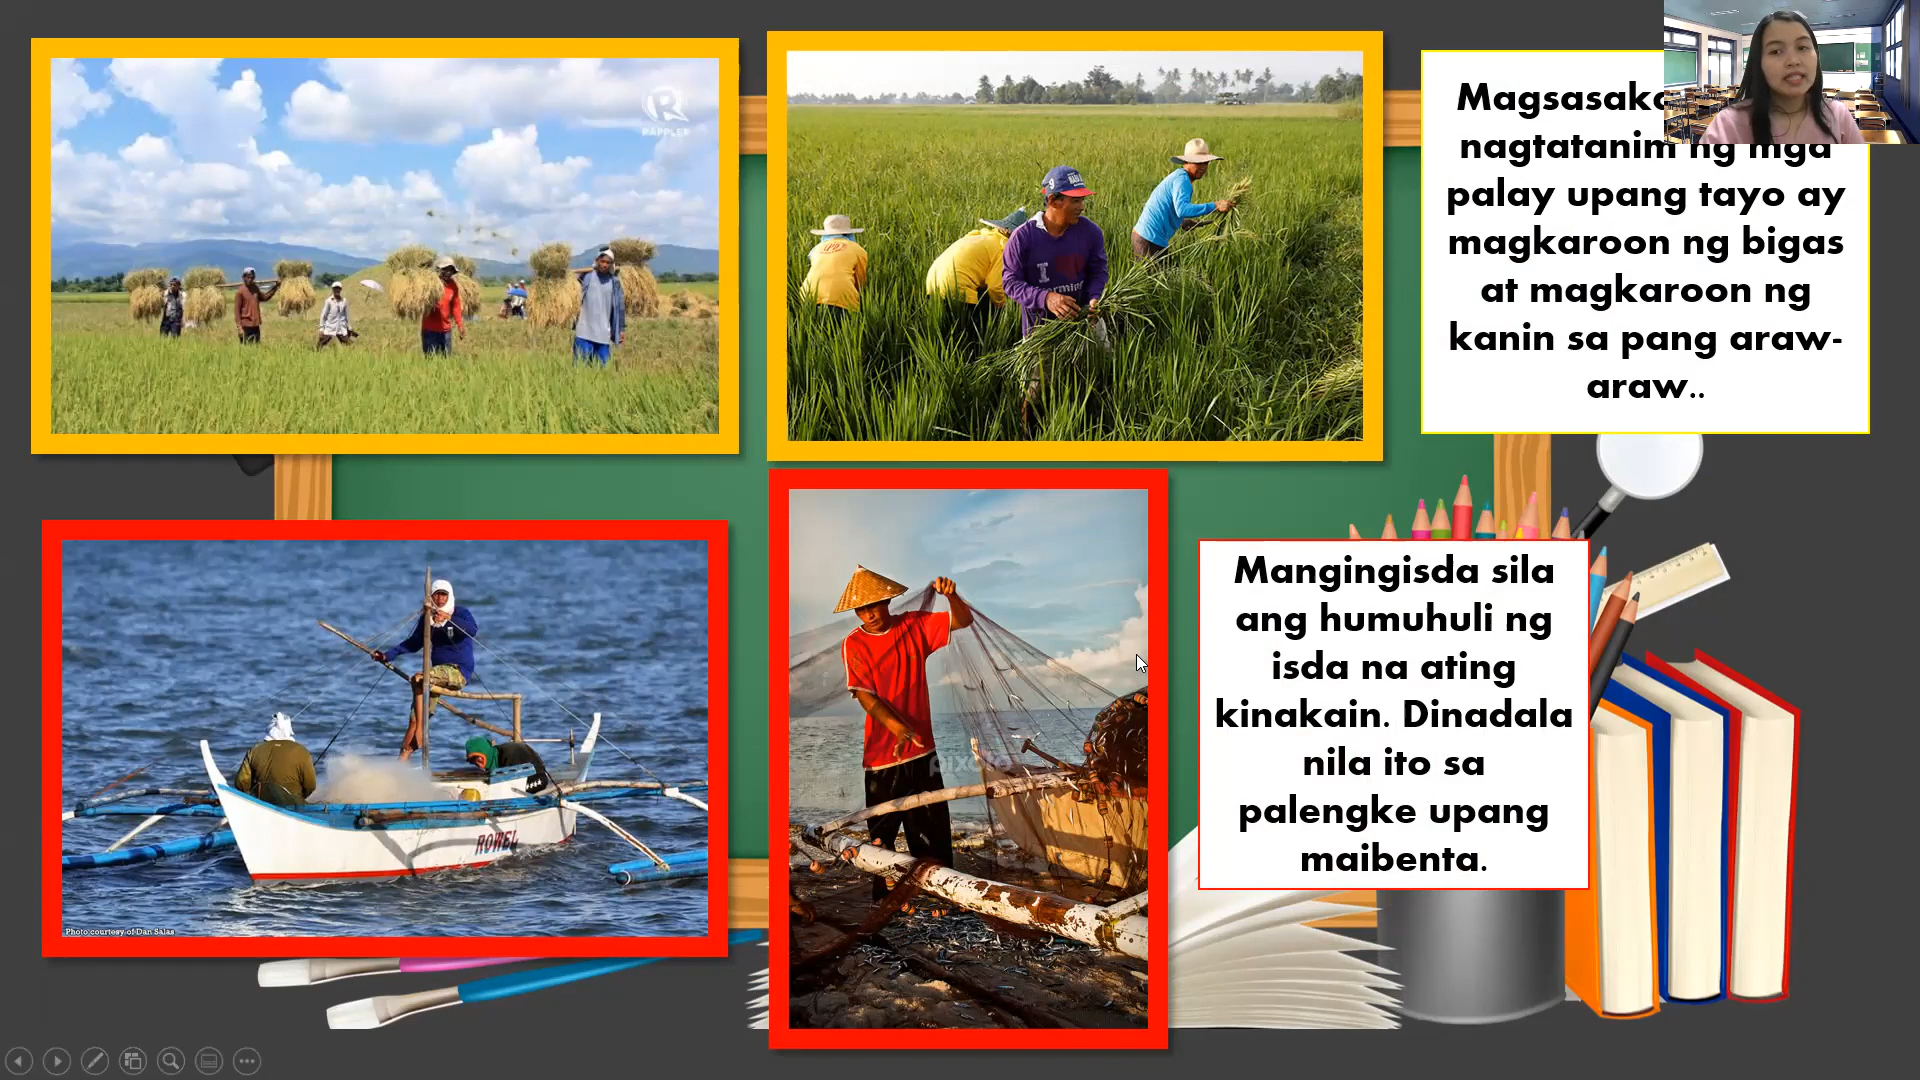 RAPPLER
Magsasaka
nagtatanim ng mga
palay upang tayo ay
magkaroon ng bigas
at magkaroon ng
kanin sa pang araw-
araw..
ROWEL
Photo courtesy of Dan Salas
Mangingisda sila
ang humuhuli ng
isda na ating
kinakain. Dinadala
nila ito sa
palengke upang
maibenta.